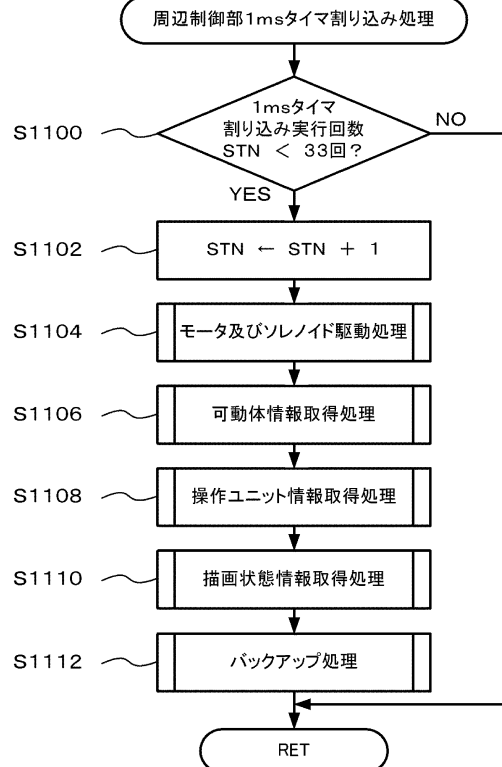 周辺制御部1msタイマ割り込み処理
S1100
1msタイマ
割り込み実行回数
STN < 33回？
NO
YES
S1102
STN ← STN + 1
S1104
モータ及びソレノイド駆動処理
S1106
可動体情報取得処理
S1108
操作ユニット情報取得処理
S1110
描画状態情報取得処理
S1112
バックアップ処理
RET